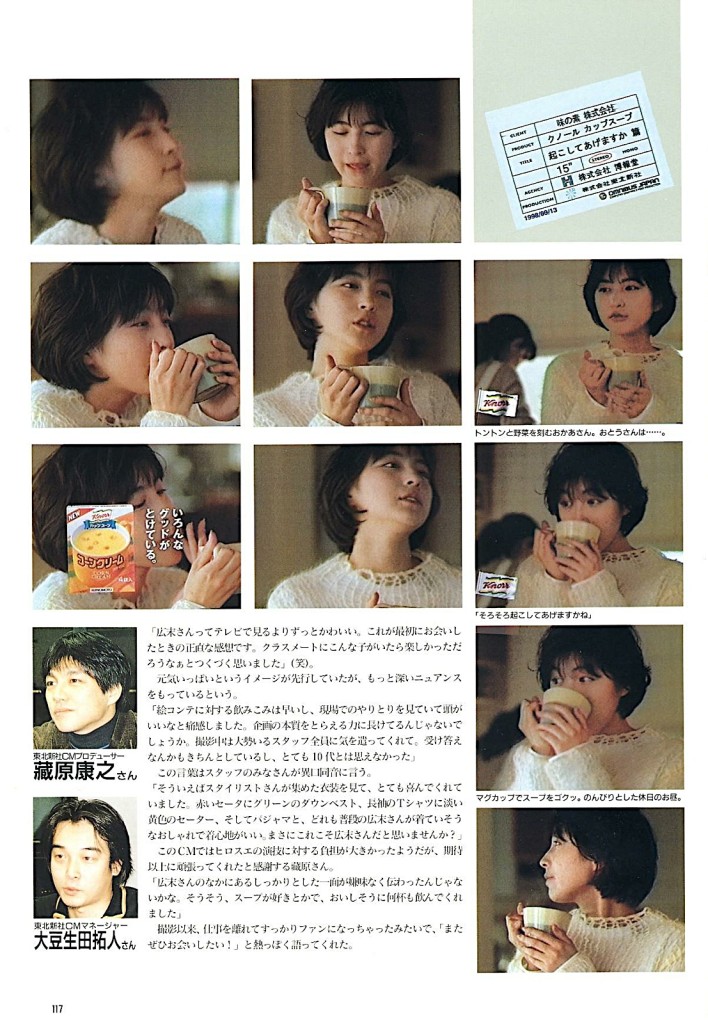 CLIENT 味の素 株式会社
PRODUCT クノール カップスープ
TITLE 起こしてあげますか 篇
15" STEREO MONO
AGENCY 株式会社 博報堂
PRODUCTION 株式会社東北新社 OMNIBUS JAPAN
1998/09/13
Knorr
トントンと野菜を刻むおかあさん。おとうさんは……。
NEW
Knorr
カップスープ
コーンクリーム
CORN CREAM
4袋入
いろんな
グッドが
とけている。
Knorr
「そろそろ起こしてあげますかね」
マグカップでスープをゴクッ。のんびりとした休日のお昼。
東北新社CMプロデューサー
藏原康之さん
東北新社CMマネージャー
大豆生田拓人さん
「広末さんってテレビで見るよりずっとかわいい。これが最初にお会いし
たときの正直な感想です。クラスメートにこんな子がいたら楽しかっただ
ろうなぁとつくづく思いました」(笑)。
元気いっぱいというイメージが先行していたが、もっと深いニュアンス
をもっているという。
「絵コンテに対する飲みこみは早いし、現場でのやりとりを見ていて頭が
いいなと痛感しました。企画の本質をとらえる力に長けてるんじゃないで
しょうか。撮影中は大勢いるスタッフ全員に気を遣ってくれて。受け答え
なんかもきちんとしているし、とても10代とは思えなかった」
この言葉はスタッフのみなさんが異口同音に言う。
「そういえばスタイリストさんが集めた衣装を見て、とても喜んでくれ
ていました。赤いセータにグリーンのダウンベスト、長袖のTシャツに淡い
黄色のセーター、そしてパジャマと、どれも普段の広末さんが着ていそう
なおしゃれで着心地がいい。まさにこれこそ広末さんだと思いませんか?」
このCMではヒロスエの演技に対する負担が大きかったようだが、期待
以上に頑張ってくれたと感謝する藏原さん。
「広末さんのなかにあるしっかりとした一面が嫌味なく伝わったんじゃな
いかな。そうそう、スープが好きとかで、おいしそうに何杯も飲んでくれ
ました」
撮影以来、仕事を離れてすっかりファンになっちゃったみたいで、「また
ぜひお会いしたい!」と熱っぽく語ってくれた。
117